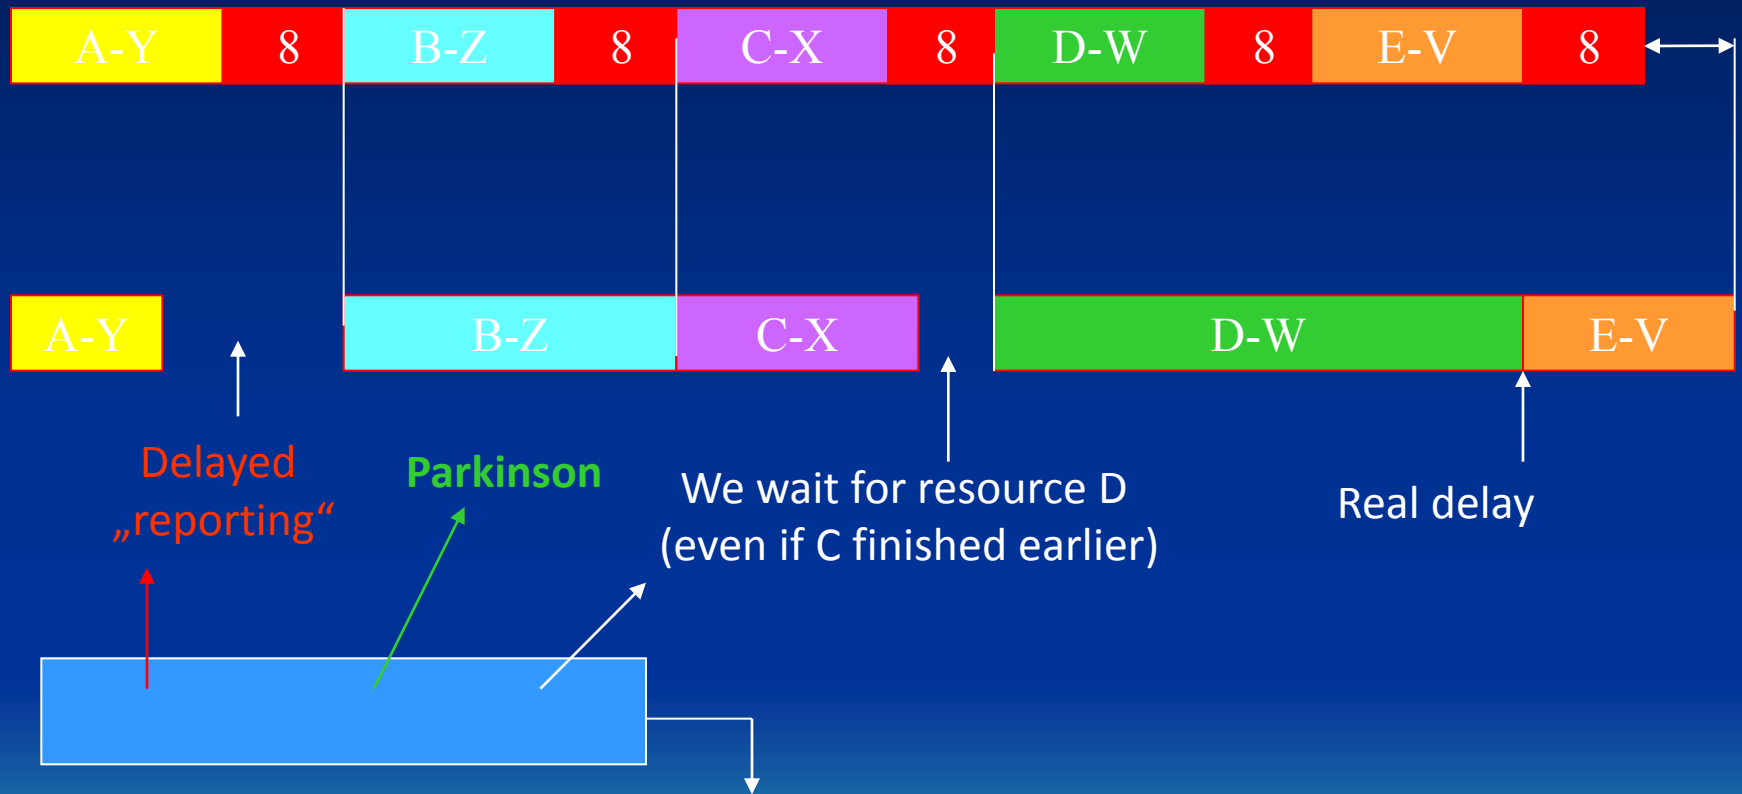 A-Y 8 B-Z 8 C-X 8 D-W 8 E-V 8
A-Y B-Z C-X D-W E-V
Delayed
„reporting“
Parkinson
We wait for resource D
(even if C finished earlier)
Real delay